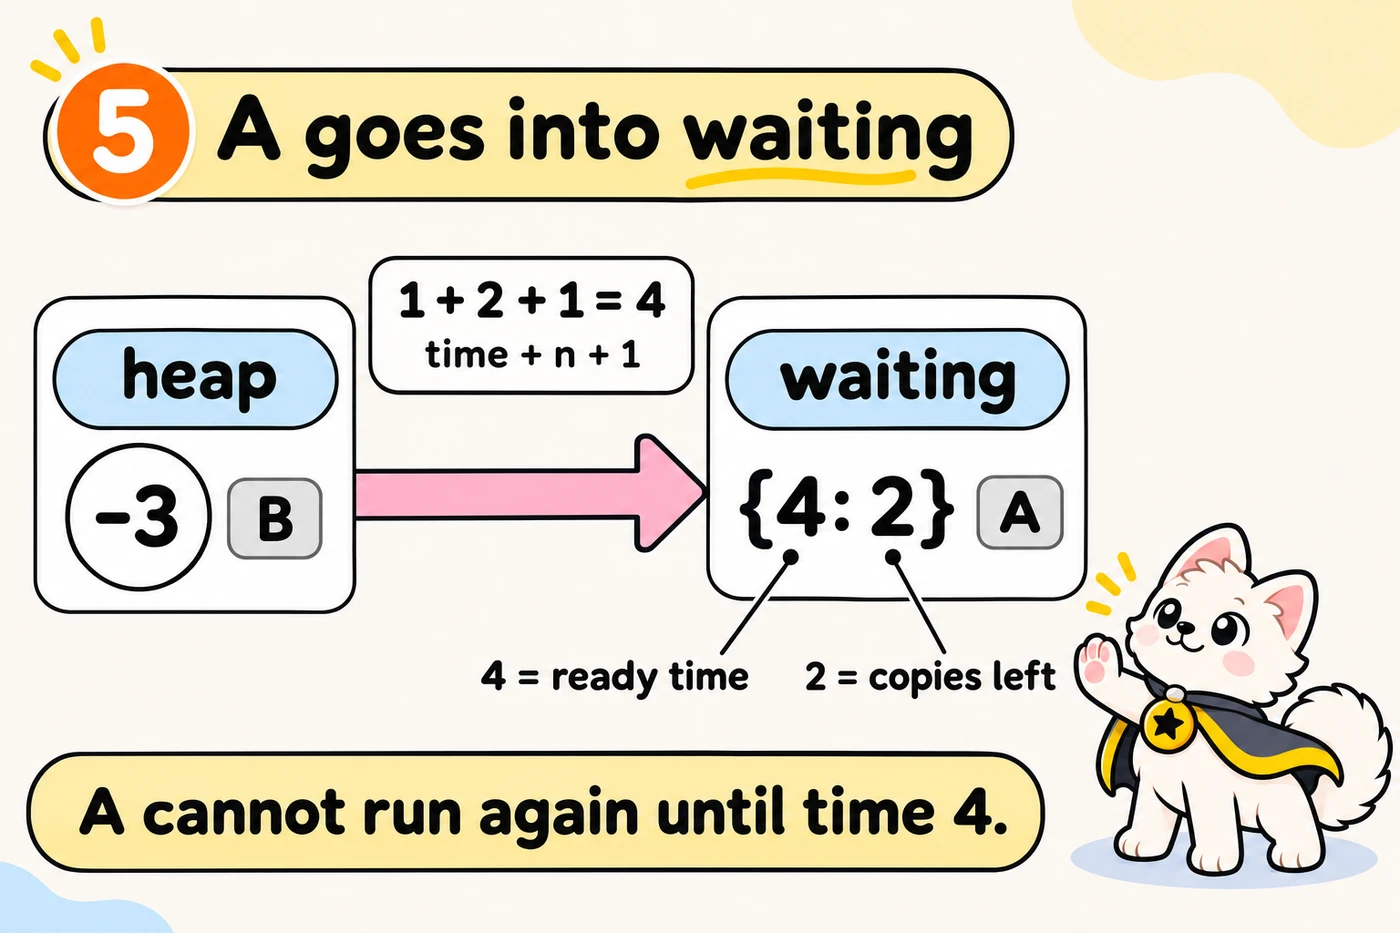 5
A goes into waiting
1 + 2 + 1 = 4
time + n + 1
heap
-3
B
waiting
{4: 2}
A
4 = ready time
2 = copies left
A cannot run again until time 4.